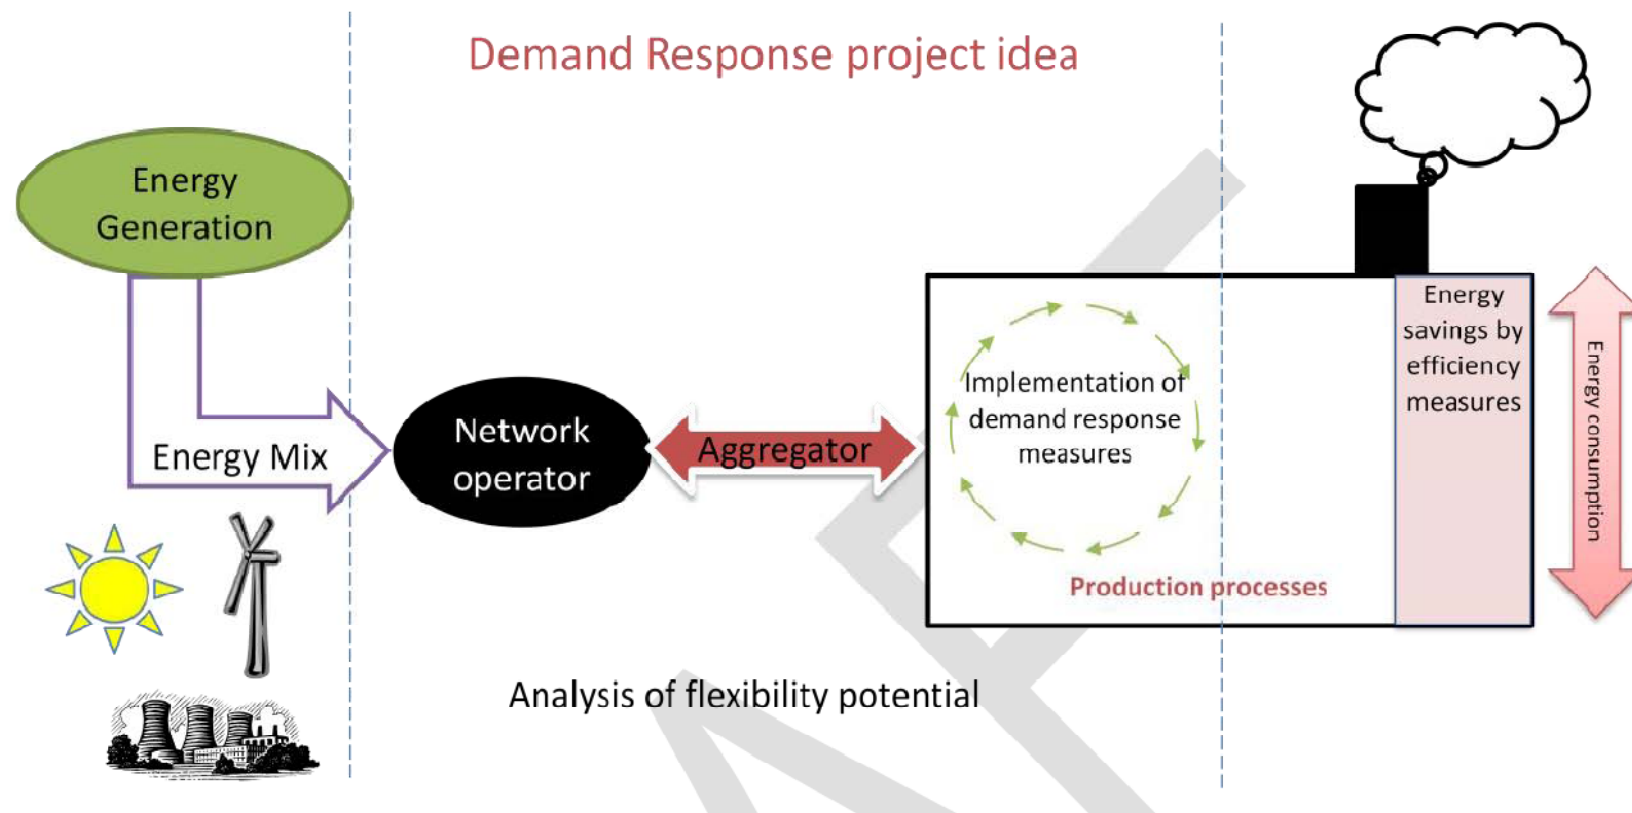 Demand Response project idea
Energy
Generation
Energy Mix
Network
operator
Aggregator
Implementation of
demand response
measures
Production processes
Energy
savings by
efficiency
measures
Energy consumption
Analysis of flexibility potential